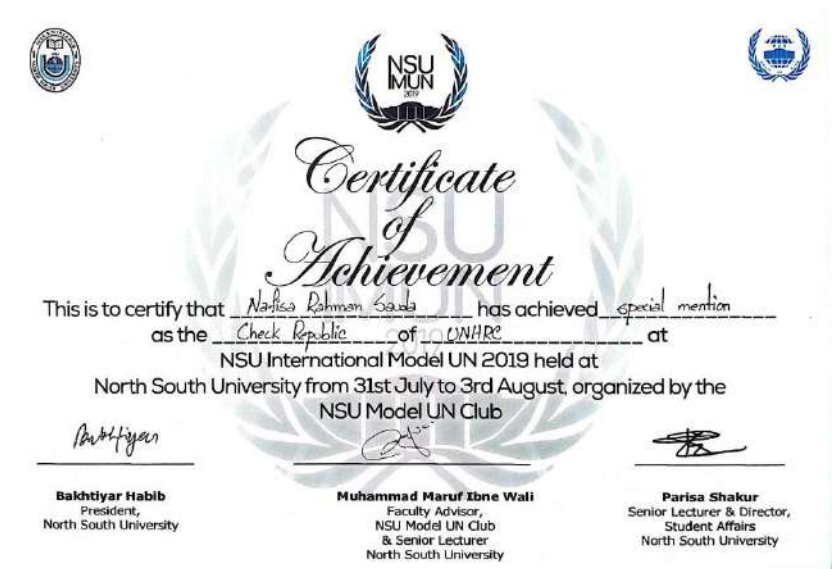 NSU
MUN
2019
Certificate
of
Achievement
This is to certify that Nafisa Rahman Sauda has achieved special mention
as the Check Republic of UNHRC at
NSU International Model UN 2019 held at
North South University from 31st July to 3rd August, organized by the
NSU Model UN Club
Bakhtiyar Habib
President,
North South University
Muhammad Maruf Ibne Wali
Faculty Advisor,
NSU Model UN Club
& Senior Lecturer
North South University
Parisa Shakur
Senior Lecturer & Director,
Student Affairs
North South University